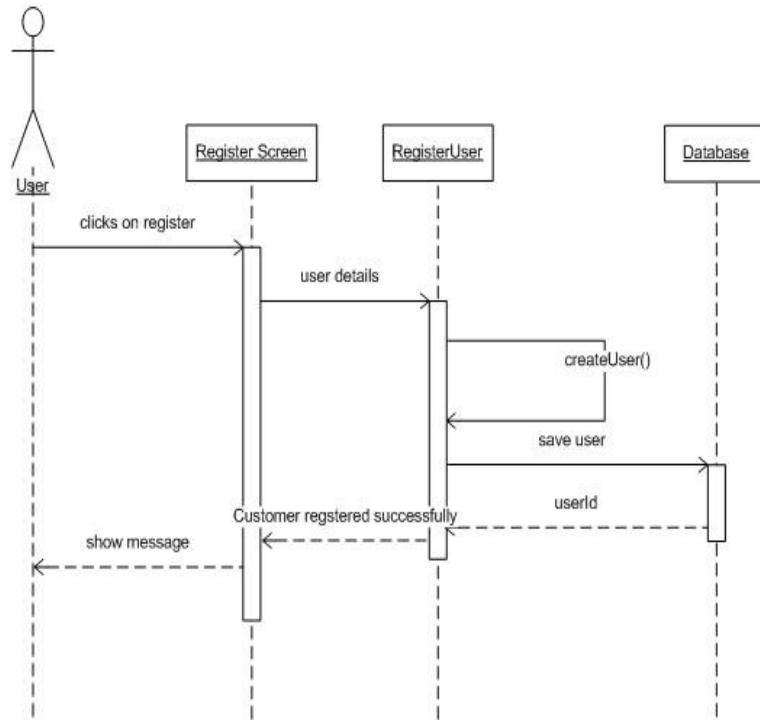 Register Screen
RegisterUser
Database
User
clicks on register
user details
createUser()
save user
userId
Customer regstered successfully
show message